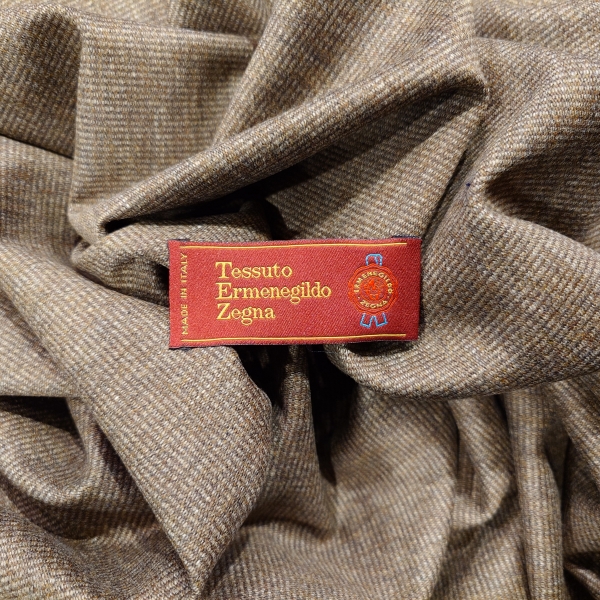 MADE IN ITALY
Tessuto
Ermenegildo
Zegna
ERMENEGILDO
ZEGNA